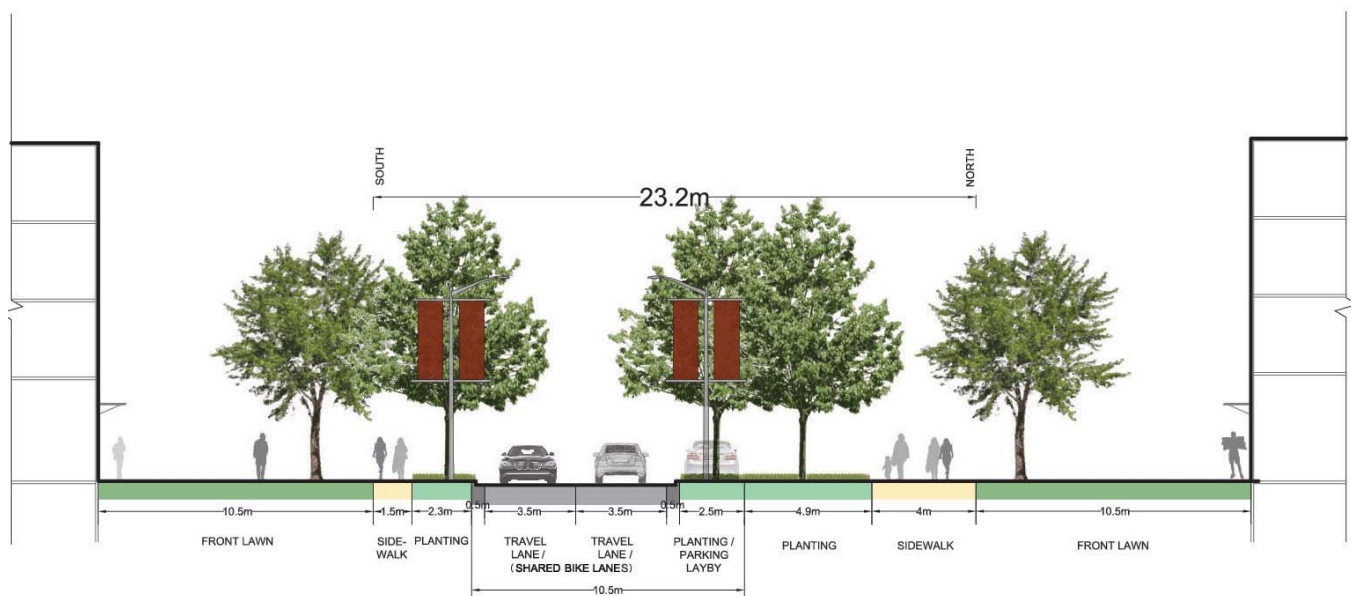 SOUTH
NORTH
23.2m
10.5m
1.5m
2.3m
0.5m
3.5m
3.5m
0.5m
2.5m
4.9m
4m
10.5m
FRONT LAWN
SIDE-
WALK
PLANTING
TRAVEL
LANE /
TRAVEL
LANE /
(SHARED BIKE LANES)
PLANTING /
PARKING
LAYBY
PLANTING
SIDEWALK
FRONT LAWN
10.5m